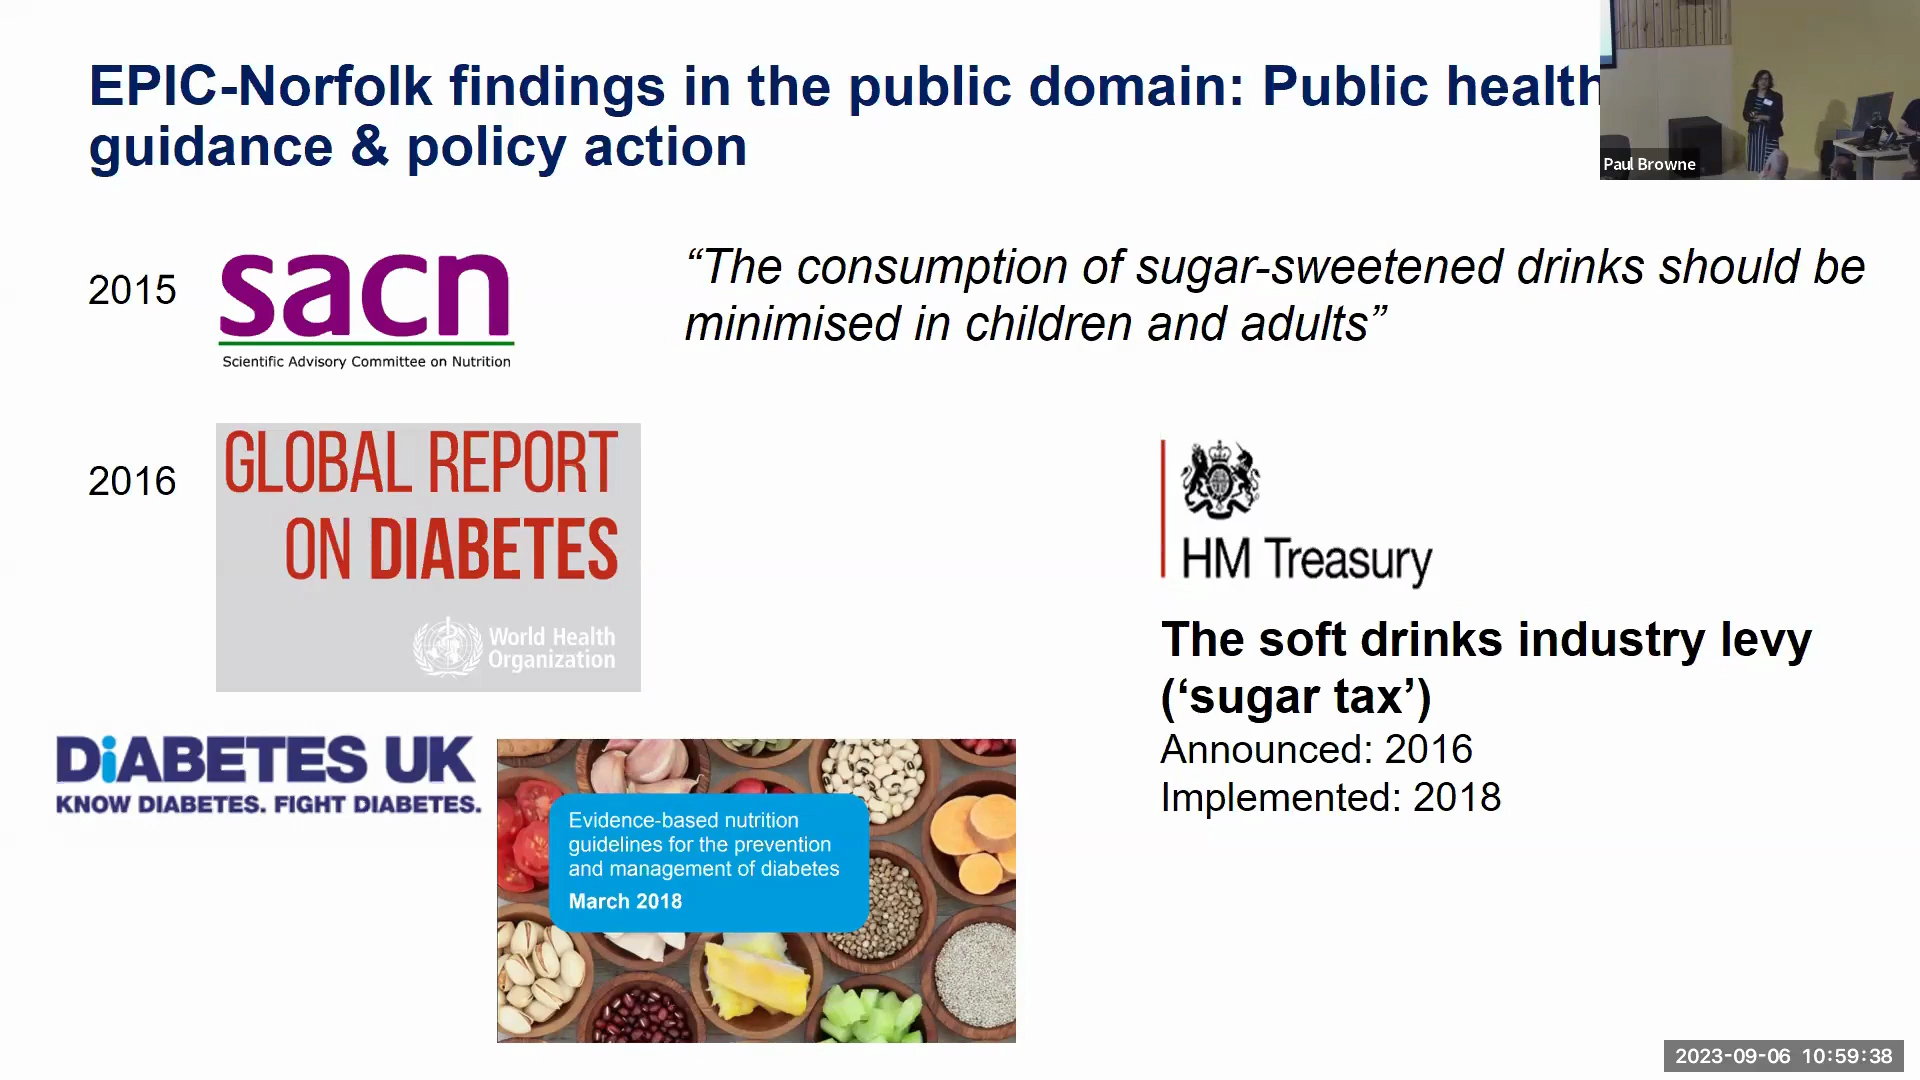 EPIC-Norfolk findings in the public domain: Public health
guidance & policy action
Paul Browne
2015
sacn
Scientific Advisory Committee on Nutrition
“The consumption of sugar-sweetened drinks should be
minimised in children and adults”
2016
GLOBAL REPORT
ON DIABETES
World Health
Organization
HM Treasury
The soft drinks industry levy
(‘sugar tax’)
Announced: 2016
Implemented: 2018
DiABETES UK
KNOW DIABETES. FIGHT DIABETES.
Evidence-based nutrition
guidelines for the prevention
and management of diabetes
March 2018
2023-09-06 10:59:38